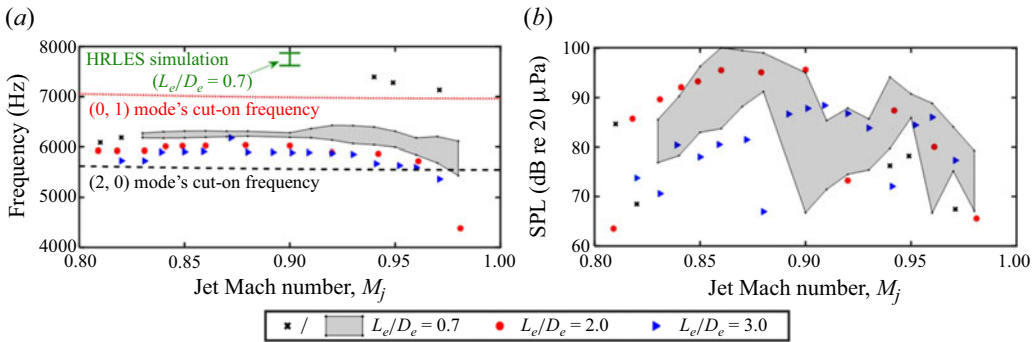 (a)
8000
7000
6000
5000
4000
Frequency (Hz)
HRLES simulation
(Le/De = 0.7)
(0, 1) mode's cut-on frequency
(2, 0) mode's cut-on frequency
0.80 0.85 0.90 0.95 1.00
Jet Mach number, Mj
(b)
100
90
80
70
60
SPL (dB re 20 μPa)
0.80 0.85 0.90 0.95 1.00
Jet Mach number, Mj
/ Le/De = 0.7 Le/De = 2.0 Le/De = 3.0